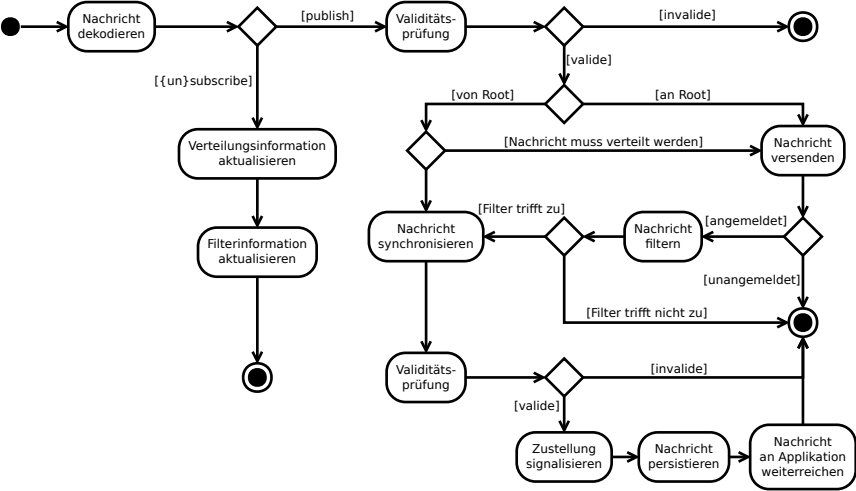 Nachricht
dekodieren
[publish]
Validitäts-
prüfung
[invalide]
[{un}subscribe]
[valide]
[von Root]
[an Root]
Verteilungsinformation
aktualisieren
[Nachricht muss verteilt werden]
Nachricht
versenden
Filterinformation
aktualisieren
Nachricht
synchronisieren
[Filter trifft zu]
Nachricht
filtern
[angemeldet]
[unangemeldet]
[Filter trifft nicht zu]
Validitäts-
prüfung
[invalide]
[valide]
Zustellung
signalisieren
Nachricht
persistieren
Nachricht
an Applikation
weiterreichen